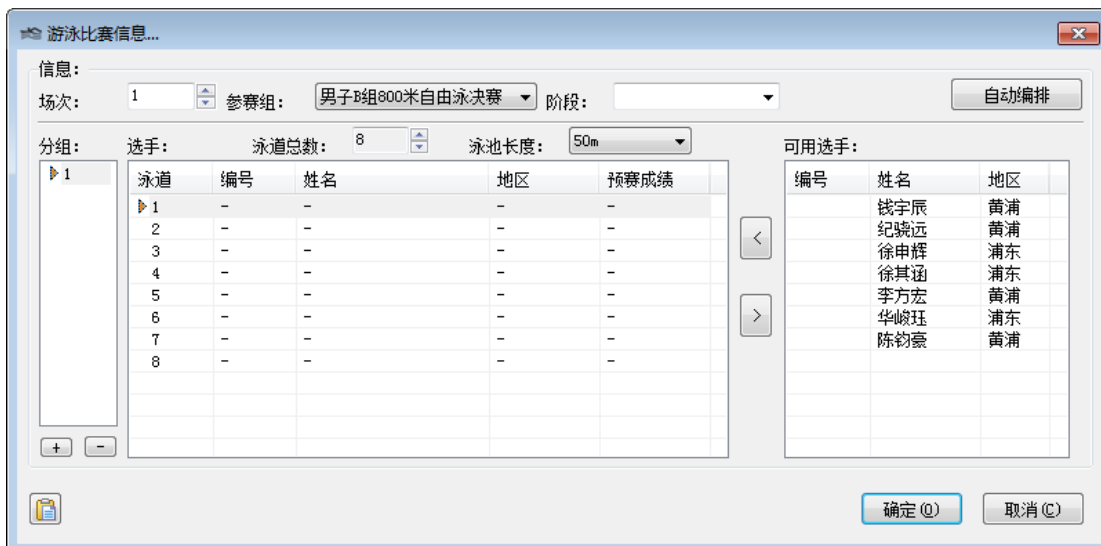 游泳比赛信息...
信息：
场次： 1 参赛组： 男子B组800米自由泳决赛 阶段： 自动编排
分组： 选手： 泳道总数： 8 泳池长度： 50m 可用选手：
1
泳道 编号 姓名 地区 预赛成绩
1 - - - -
2 - - - -
3 - - - -
4 - - - -
5 - - - -
6 - - - -
7 - - - -
8 - - - -
<
>
编号 姓名 地区
钱宇辰 黄浦
纪骁远 黄浦
徐申辉 浦东
徐其涵 浦东
李方宏 黄浦
华峻珏 浦东
陈钧豪 黄浦
+ -
确定(O) 取消(C)